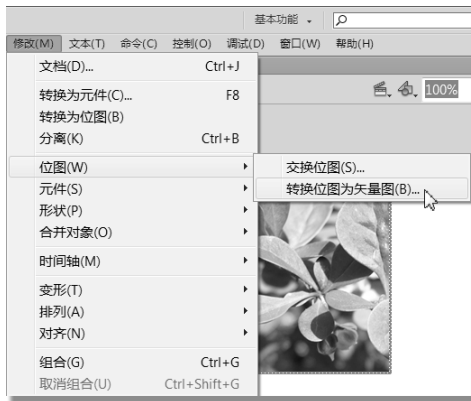 基本功能
修改(M) 文本(T) 命令(C) 控制(O) 调试(D) 窗口(W) 帮助(H)
文档(D)... Ctrl+J
100%
转换为元件(C)... F8
转换为位图(B)
分离(K) Ctrl+B
位图(W)
交换位图(S)...
元件(S)
转换位图为矢量图(B)...
形状(P)
合并对象(O)
时间轴(M)
变形(T)
排列(A)
对齐(N)
组合(G) Ctrl+G
取消组合(U) Ctrl+Shift+G